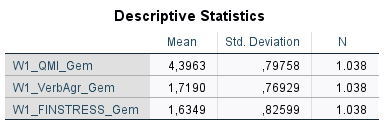 Descriptive Statistics
Mean Std. Deviation N
W1_QMI_Gem 4,3963 ,79758 1.038
W1_VerbAgr_Gem 1,7190 ,76929 1.038
W1_FINSTRESS_Gem 1,6349 ,82599 1.038